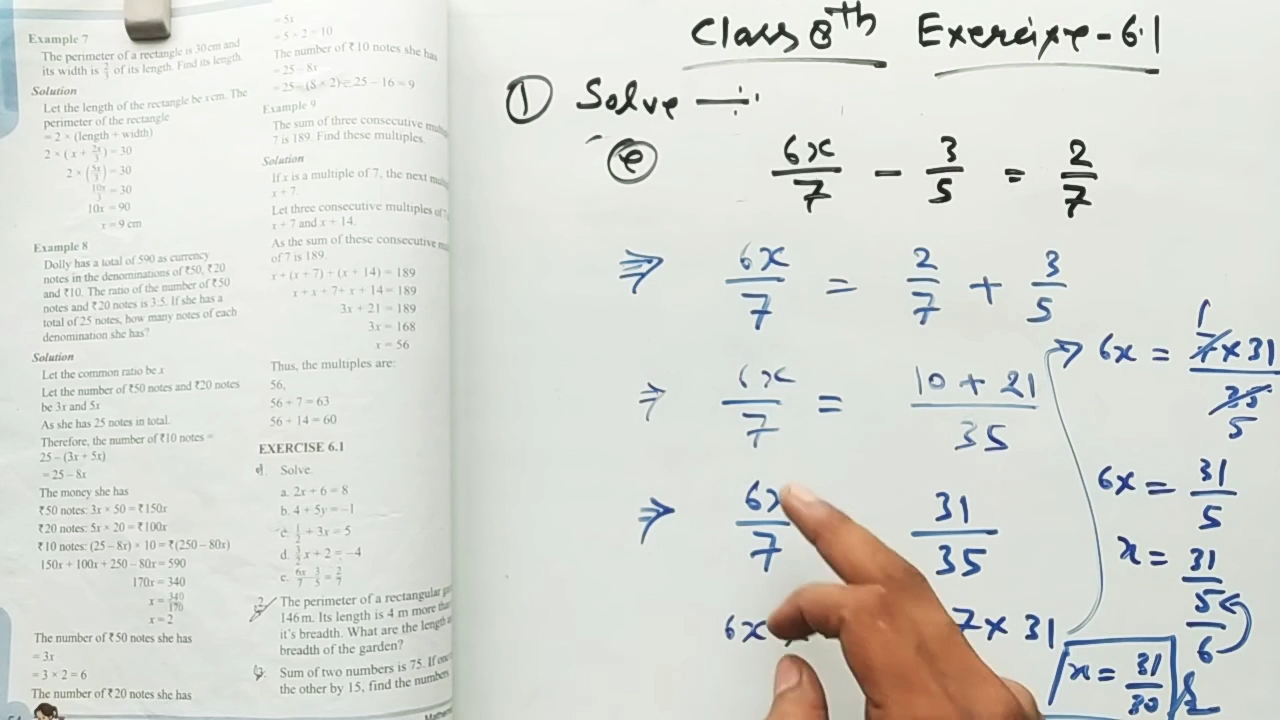 Example 7
The perimeter of a rectangle is 30 cm and
its width is 2/3 of its length. Find its length.
Solution
Let the length of the rectangle be x cm. The
perimeter of the rectangle
= 2 × (length + width)
2 × (x + 2x/3) = 30
2 × (5x/3) = 30
10x/3 = 30
10x = 90
x = 9 cm
Example 8
Dolly has a total of 590 as currency
notes in the denominations of ₹50, ₹20
and ₹10. The ratio of the number of ₹50
notes and ₹20 notes is 3:5. If she has a
total of 25 notes, how many notes of each
denomination she has?
Solution
Let the common ratio be x
Let the number of ₹50 notes and ₹20 notes
be 3x and 5x
As she has 25 notes in total.
Therefore, the number of ₹10 notes =
25 – (3x + 5x)
= 25 – 8x
The money she has
₹50 notes: 3x × 50 = ₹150x
₹20 notes: 5x × 20 = ₹100x
₹10 notes: (25 – 8x) × 10 = ₹(250 – 80x)
150x + 100x + 250 – 80x = 590
170x = 340
x = 340/170
x = 2
The number of ₹50 notes she has
= 3x
= 3 × 2 = 6
The number of ₹20 notes she has
= 5x
= 5 × 2 = 10
The number of ₹10 notes she has
= 25 – 8x
= 25 – (8 × 2) = 25 – 16 = 9
Example 9
The sum of three consecutive
7 is 189. Find these multiples.
Solution
If x is a multiple of 7, the next
x + 7.
Let three consecutive multiples of
x + 7 and x + 14.
As the sum of these consecutive
of 7 is 189.
x + (x + 7) + (x + 14) = 189
x + x + 7 + x + 14 = 189
3x + 21 = 189
3x = 168
x = 56
Thus, the multiples are:
56,
56 + 7 = 63
56 + 14 = 60
EXERCISE 6.1
Solve.
a. 2x + 6 = 8
b. 4 + 5y = –1
c. 1/2 + 3x = 5
d. 3/2 x + 2 = –4
e. 6x/7 3/5 = 2/7
2 The perimeter of a rectangular
146 m. Its length is 4 m more
it's breadth. What are the length
breadth of the garden?
3. Sum of two numbers is 75. If one
the other by 15, find the numbers
Class 8th Exercise-6.1
① Solve –:·
ⓔ 6x/7 – 3/5 = 2/7
⇒ 6x/7 = 2/7 + 3/5
⇒ 6x/7 = 10 + 21/35
⇒ 6x/7 31/35
6x 7 × 31
⇒ 6x = 7 × 31/35
1
5
6x = 31/5
x = 31/5/6
x = 31/30